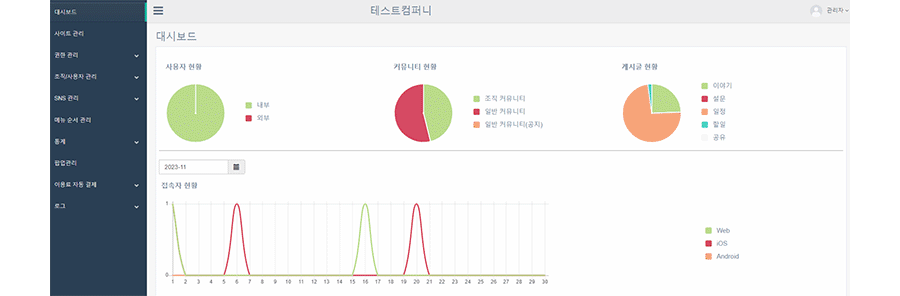 대시보드
사이트 관리
권한 관리
조직/사용자 관리
SNS 관리
메뉴 순서 관리
통계
팝업관리
이용료 자동 결제
로그
테스트컴퍼니
관리자
대시보드
사용자 현황
내부
외부
커뮤니티 현황
조직 커뮤니티
일반 커뮤니티
일반 커뮤니티(공지)
게시글 현황
이야기
설문
일정
할일
공유
2023-11
접속자 현황
1
0
1 2 3 4 5 6 7 8 9 10 11 12 13 14 15 16 17 18 19 20 21 22 23 24 25 26 27 28 29 30
Web
iOS
Android